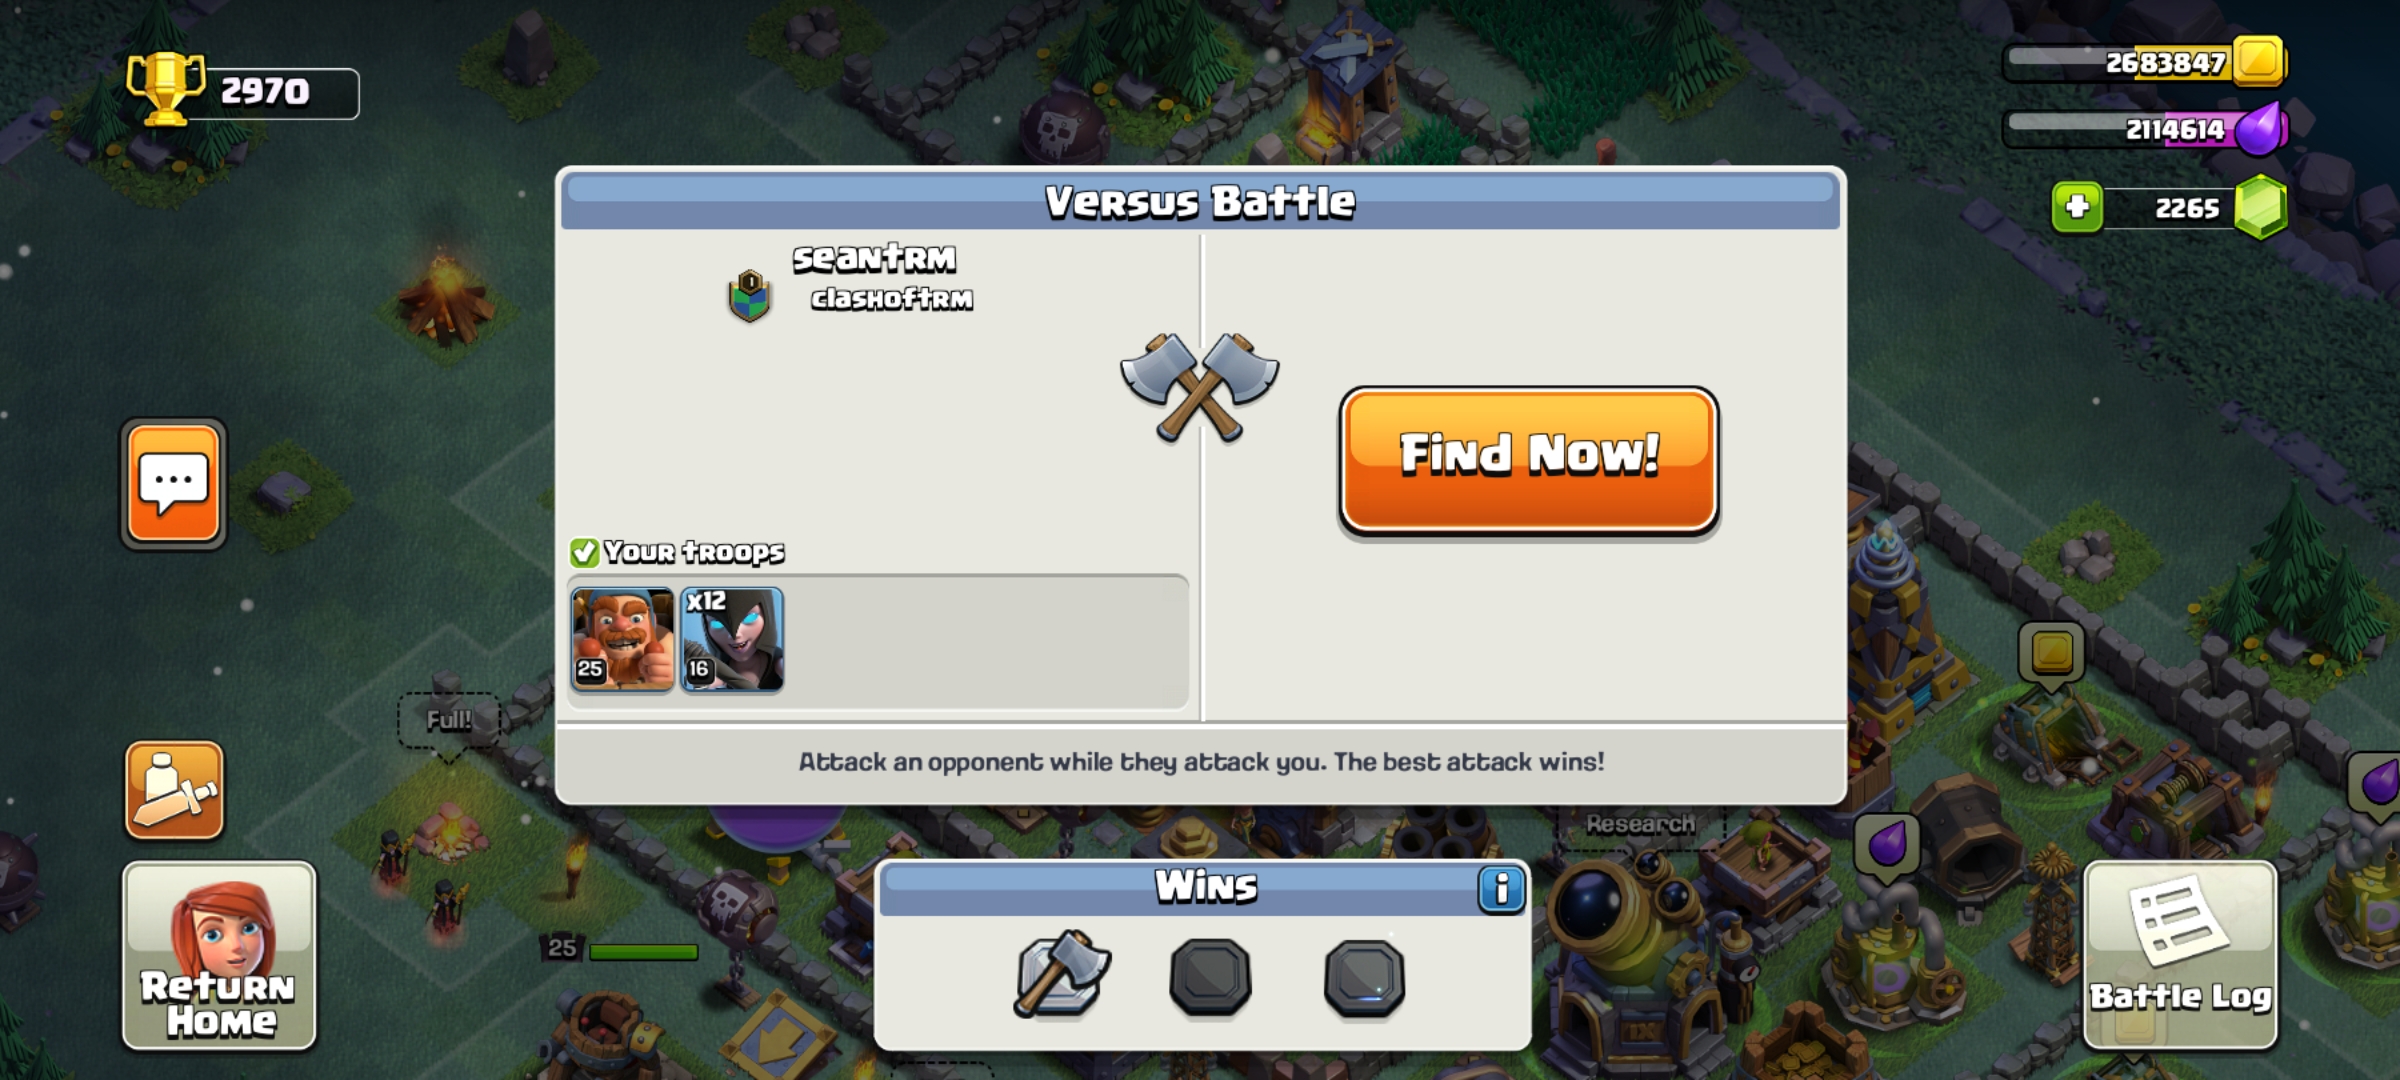 2970
2683847
2114614
2265
Versus Battle
seantrm
clashoftrm
Find Now!
Your troops
25
x12
16
Attack an opponent while they attack you. The best attack wins!
Full!
Research
Wins
i
25
Return
Home
Battle Log